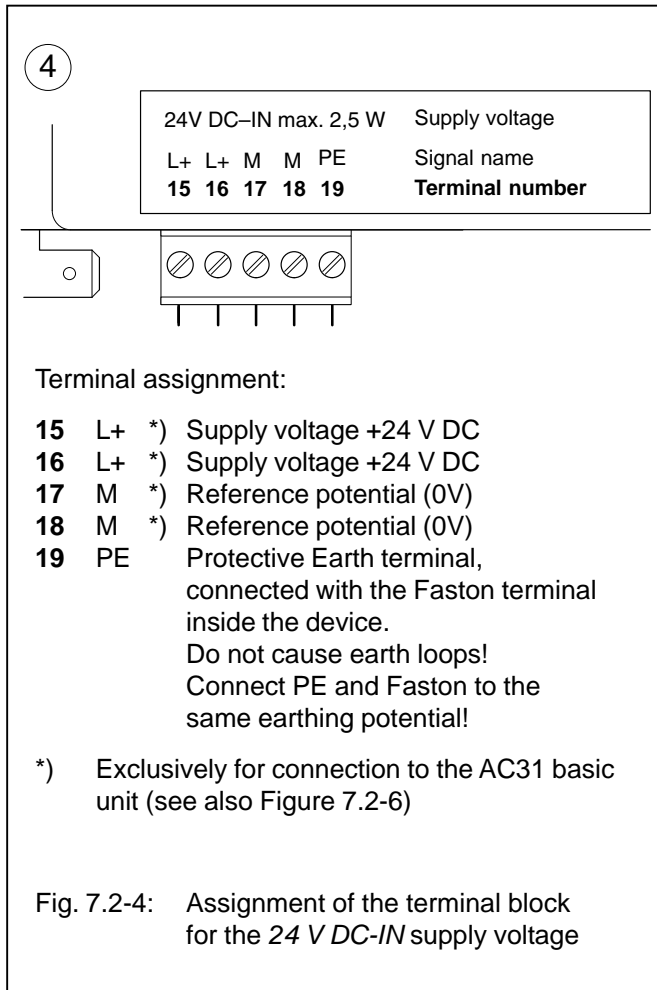 4
24V DC–IN max. 2,5 W Supply voltage
L+ L+ M M PE Signal name
15 16 17 18 19 Terminal number
Terminal assignment:
15 L+ *) Supply voltage +24 V DC
16 L+ *) Supply voltage +24 V DC
17 M *) Reference potential (0V)
18 M *) Reference potential (0V)
19 PE Protective Earth terminal,
connected with the Faston terminal
inside the device.
Do not cause earth loops!
Connect PE and Faston to the
same earthing potential!
*) Exclusively for connection to the AC31 basic
unit (see also Figure 7.2-6)
Fig. 7.2-4: Assignment of the terminal block
for the 24 V DC-IN supply voltage